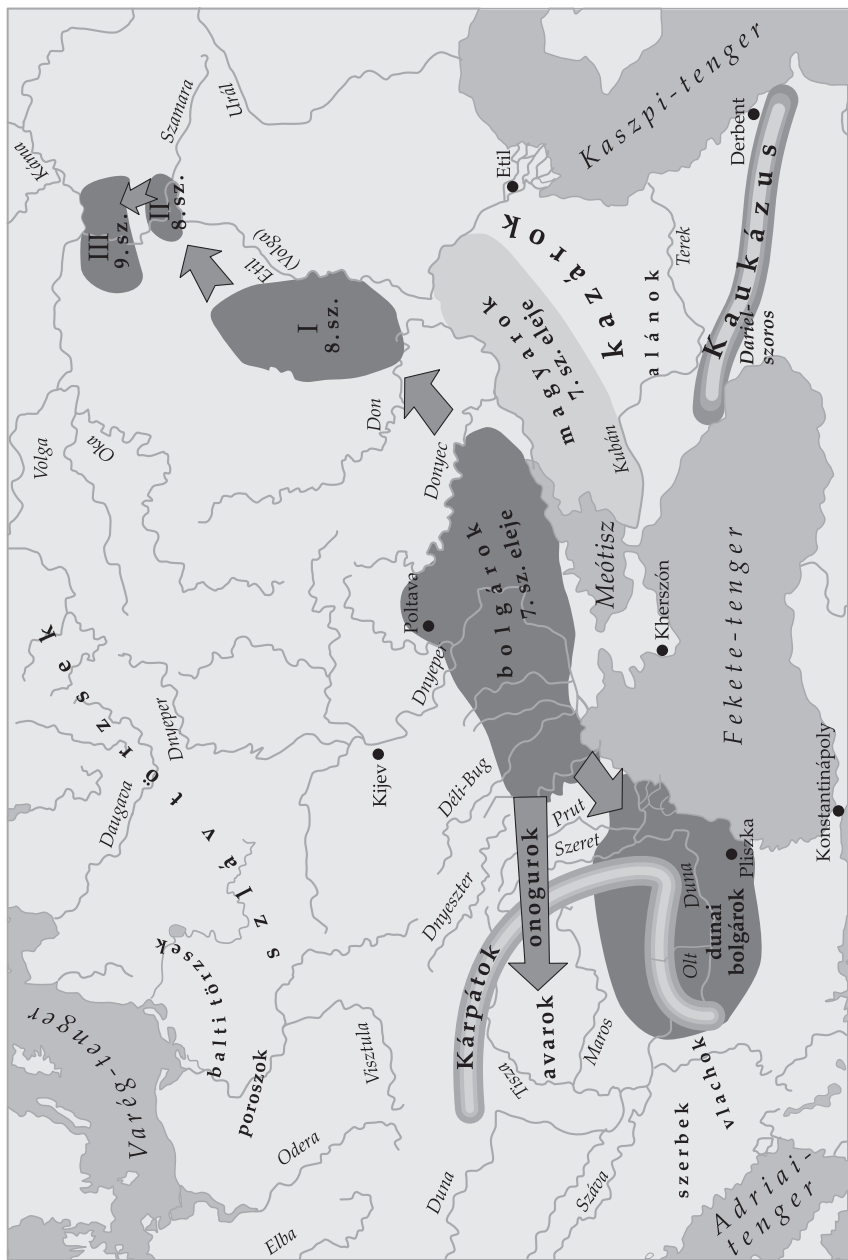 Varég-tenger
balti törzsek
poroszok
szláv törzsek
Daugava
Dnyeper
Volga
Oka
Káma
Szamara
Urál
III
9. sz.
II
8. sz.
Etil
(Volga)
I
8. sz.
Elba
Odera
Visztula
Kijev
Don
Poltava
Dnyeper
Donyec
Duna
Dnyeszter
Déli-Bug
Kárpátok
bolgárok
7. sz. eleje
magyarok
7. sz. eleje
kazárok
Etil
Tisza
onogurok
avarok
Prut
Szeret
Maros
Száva
Meótisz
Kubán
alánok
Terek
Kaszpi-tenger
szerbek
vlachok
Olt
Duna
dunai
bolgárok
Pliszka
Kherszón
Fekete-tenger
Kaukázus
Dariel-
szoros
Derbent
Adriai-
tenger
Konstantinápoly